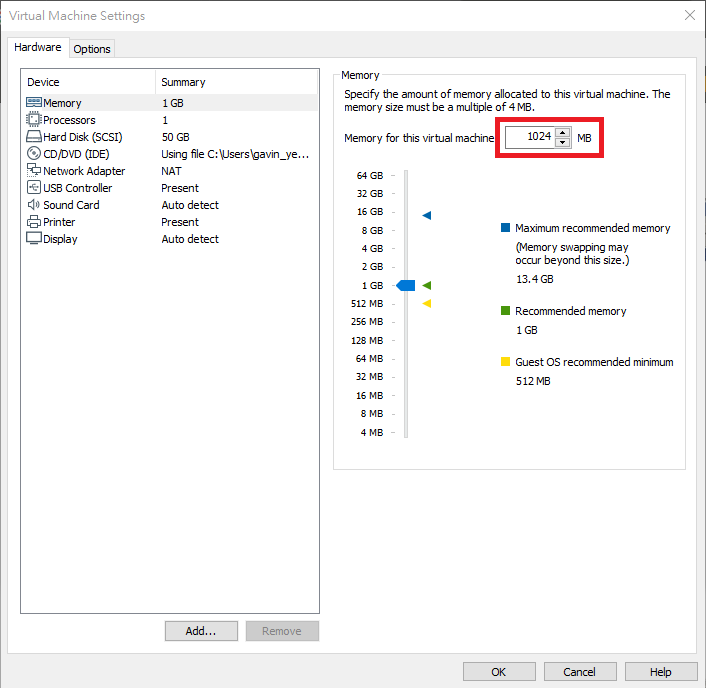 Virtual Machine Settings
Hardware
Options
Device Summary
Memory 1 GB
Processors 1
Hard Disk (SCSI) 50 GB
CD/DVD (IDE) Using file C:\Users\gavin_ye...
Network Adapter NAT
USB Controller Present
Sound Card Auto detect
Printer Present
Display Auto detect
Add...
Remove
Memory
Specify the amount of memory allocated to this virtual machine. The
memory size must be a multiple of 4 MB.
Memory for this virtual machine 1024 MB
64 GB
32 GB
16 GB
8 GB
4 GB
2 GB
1 GB
512 MB
256 MB
128 MB
64 MB
32 MB
16 MB
8 MB
4 MB
Maximum recommended memory
(Memory swapping may
occur beyond this size.)
13.4 GB
Recommended memory
1 GB
Guest OS recommended minimum
512 MB
OK
Cancel
Help